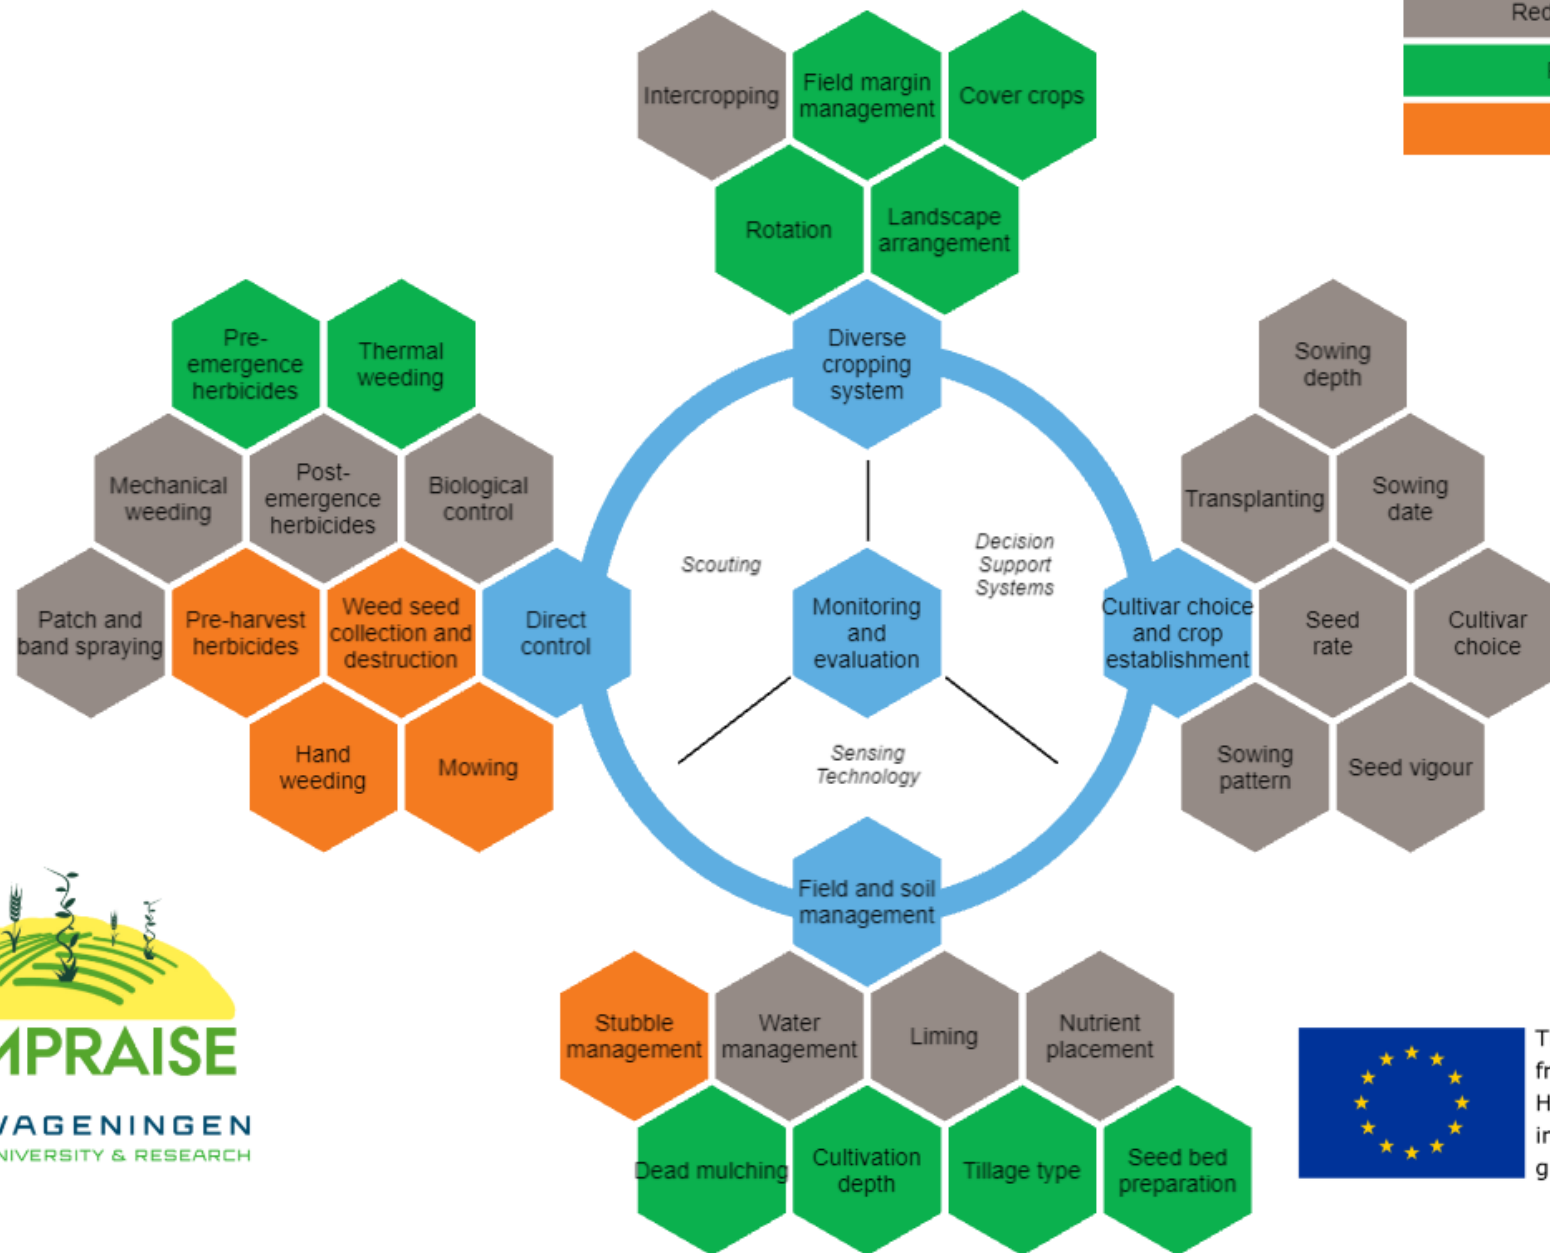 Intercropping
Field margin
management
Cover crops
Rotation
Landscape
arrangement
Pre-
emergence
herbicides
Thermal
weeding
Diverse
cropping
system
Sowing
depth
Mechanical
weeding
Post-
emergence
herbicides
Biological
control
Scouting
Decision
Support
Systems
Transplanting
Sowing
date
Patch and
band spraying
Pre-harvest
herbicides
Weed seed
collection and
destruction
Direct
control
Monitoring
and
evaluation
Cultivar choice
and crop
establishment
Seed
rate
Cultivar
choice
Hand
weeding
Mowing
Sensing
Technology
Sowing
pattern
Seed vigour
Field and soil
management
Stubble
management
Water
management
Liming
Nutrient
placement
Dead mulching
Cultivation
depth
Tillage type
Seed bed
preparation
MPRAISE
WAGENINGEN
UNIVERSITY & RESEARCH